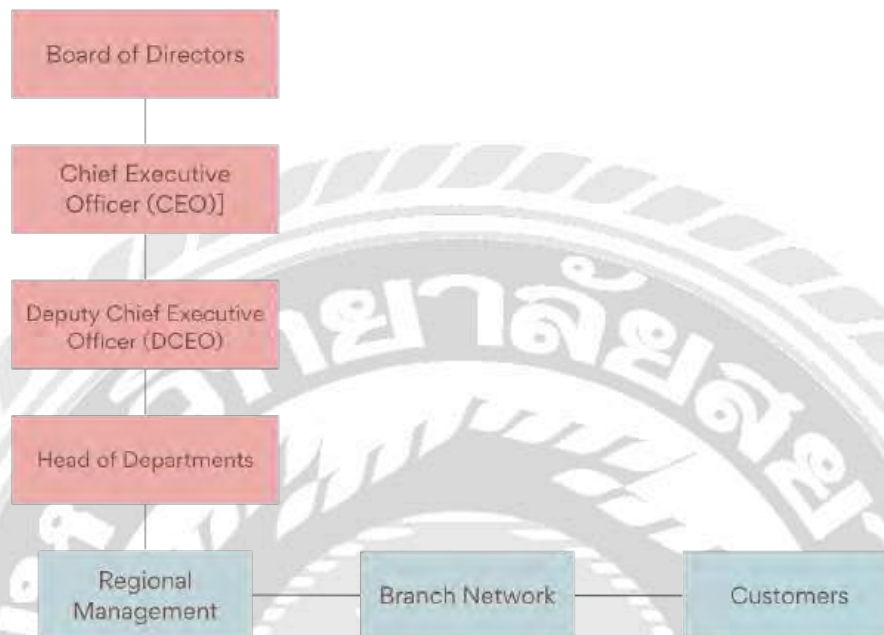 Board of Directors
Chief Executive
Officer (CEO)]
Deputy Chief Executive
Officer (DCEO)
Head of Departments
Regional
Management
Branch Network
Customers